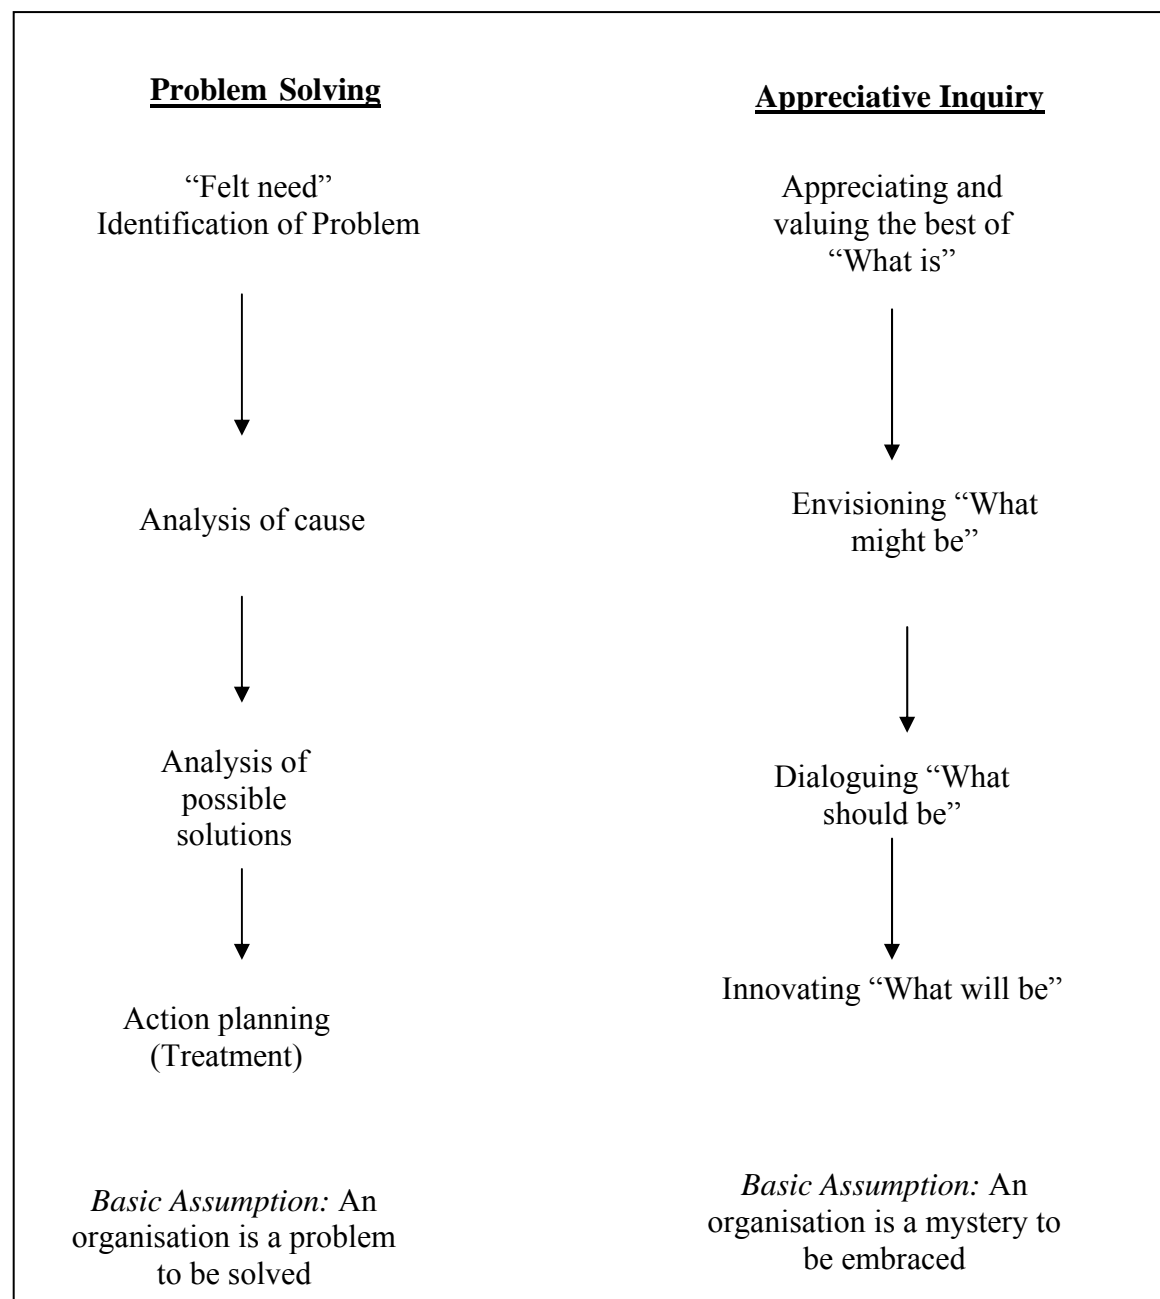 Problem Solving
“Felt need”
Identification of Problem
Analysis of cause
Analysis of
possible
solutions
Action planning
(Treatment)
Basic Assumption: An
organisation is a problem
to be solved
Appreciative Inquiry
Appreciating and
valuing the best of
“What is”
Envisioning “What
might be”
Dialoguing “What
should be”
Innovating “What will be”
Basic Assumption: An
organisation is a mystery to
be embraced